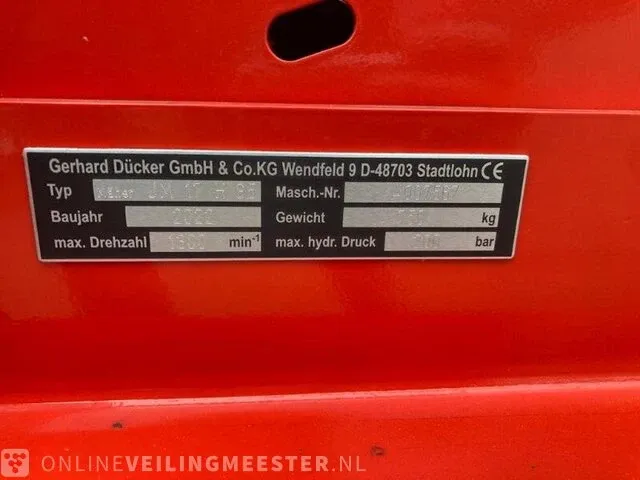 Gerhard Dücker GmbH & Co.KG Wendfeld 9 D-48703 Stadtlohn CE
Typ Masch.-Nr.
Baujahr 2022 Gewicht kg
max. Drehzahl min-1 max. hydr. Druck bar
ONLINEVEILINGMEESTER.NL